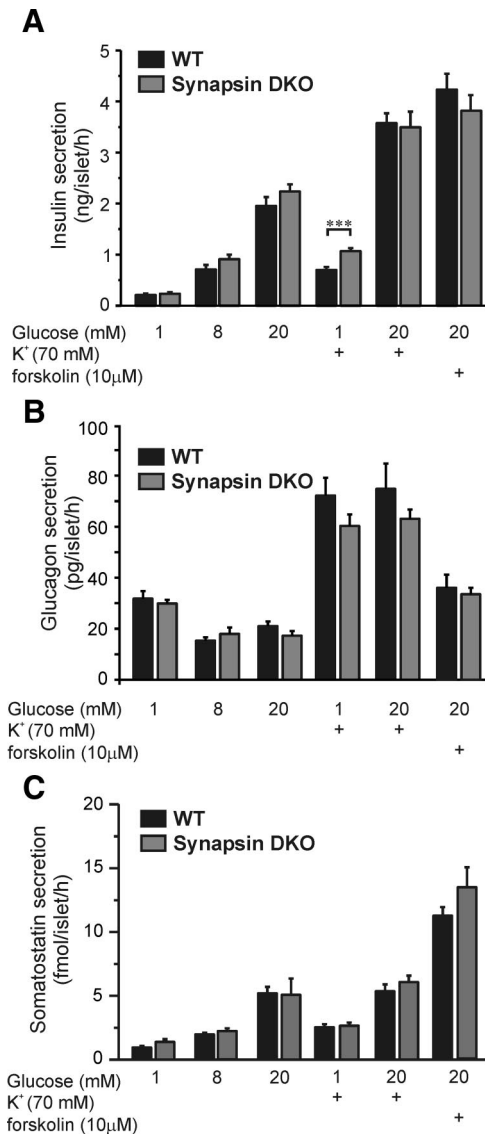 A
WT
Synapsin DKO
Insulin secretion
(ng/islet/h)
5
4
3
2
1
0
***
Glucose (mM) 1 8 20 1 20 20
K⁺ (70 mM) + +
forskolin (10μM) +
B
WT
Synapsin DKO
Glucagon secretion
(pg/islet/h)
100
80
60
40
20
0
Glucose (mM) 1 8 20 1 20 20
K⁺ (70 mM) + +
forskolin (10μM) +
C
WT
Synapsin DKO
Somatostatin secretion
(fmol/islet/h)
20
15
10
5
0
Glucose (mM) 1 8 20 1 20 20
K⁺ (70 mM) + +
forskolin (10μM) +